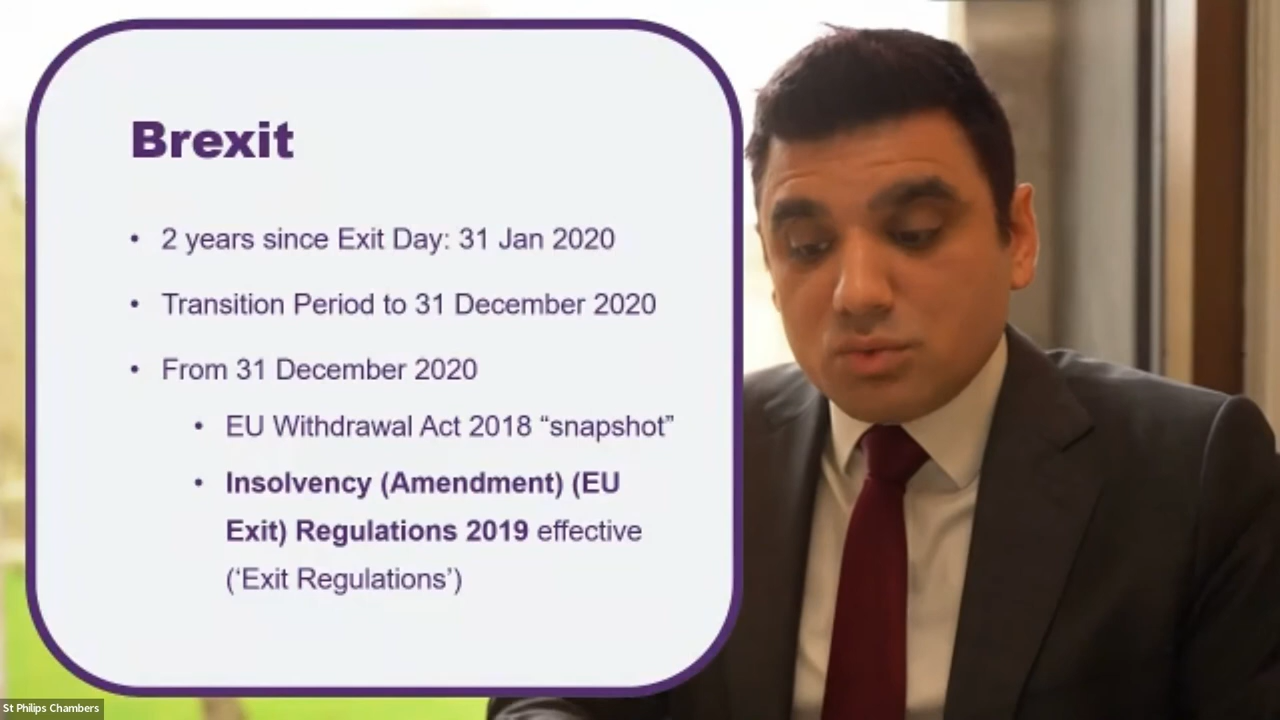 Brexit
• 2 years since Exit Day: 31 Jan 2020
• Transition Period to 31 December 2020
• From 31 December 2020
• EU Withdrawal Act 2018 “snapshot”
• Insolvency (Amendment) (EU
Exit) Regulations 2019 effective
(‘Exit Regulations’)
St Philips Chambers